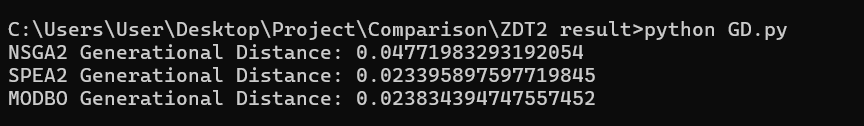 C:\Users\User\Desktop\Project\Comparison\ZDT2 result>python GD.py
NSGA2 Generational Distance: 0.04771983293192054
SPEA2 Generational Distance: 0.023395897597719845
MODBO Generational Distance: 0.023834394747557452